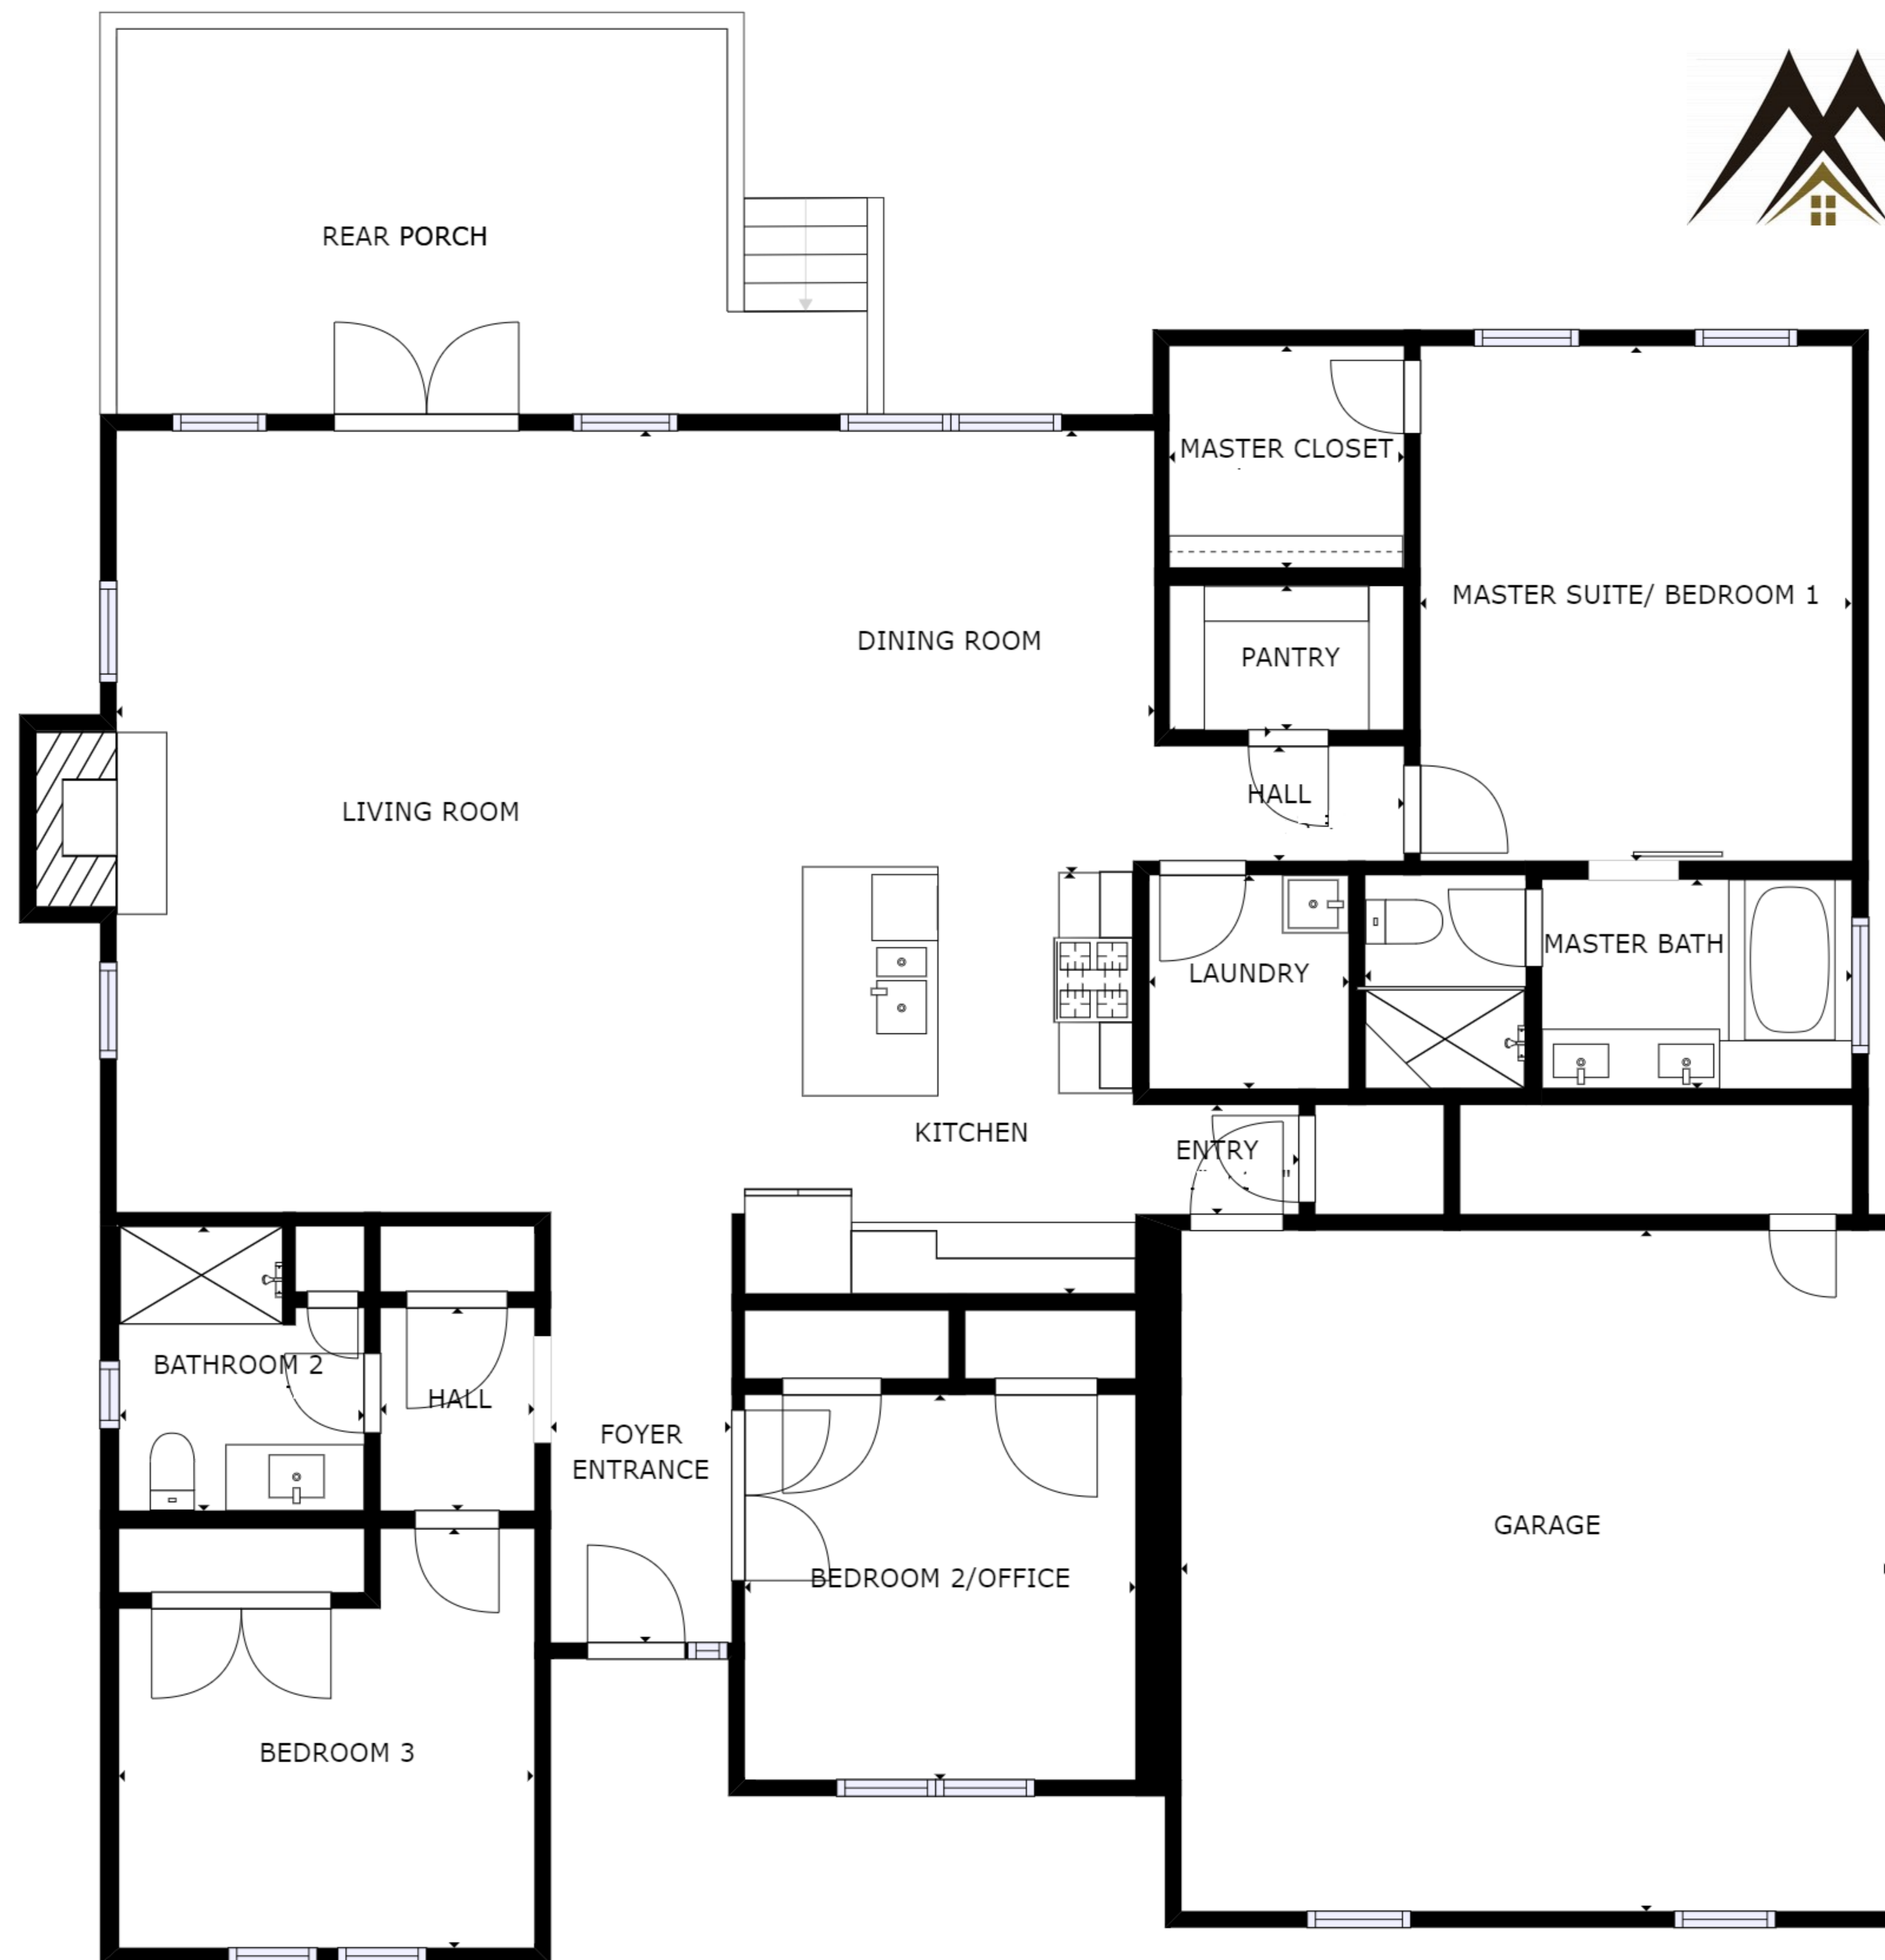 REAR PORCH
MASTER CLOSET
MASTER SUITE/ BEDROOM 1
DINING ROOM
PANTRY
HALL
LIVING ROOM
MASTER BATH
LAUNDRY
KITCHEN
ENTRY
BATHROOM 2
HALL
FOYER
ENTRANCE
GARAGE
BEDROOM 2/OFFICE
BEDROOM 3